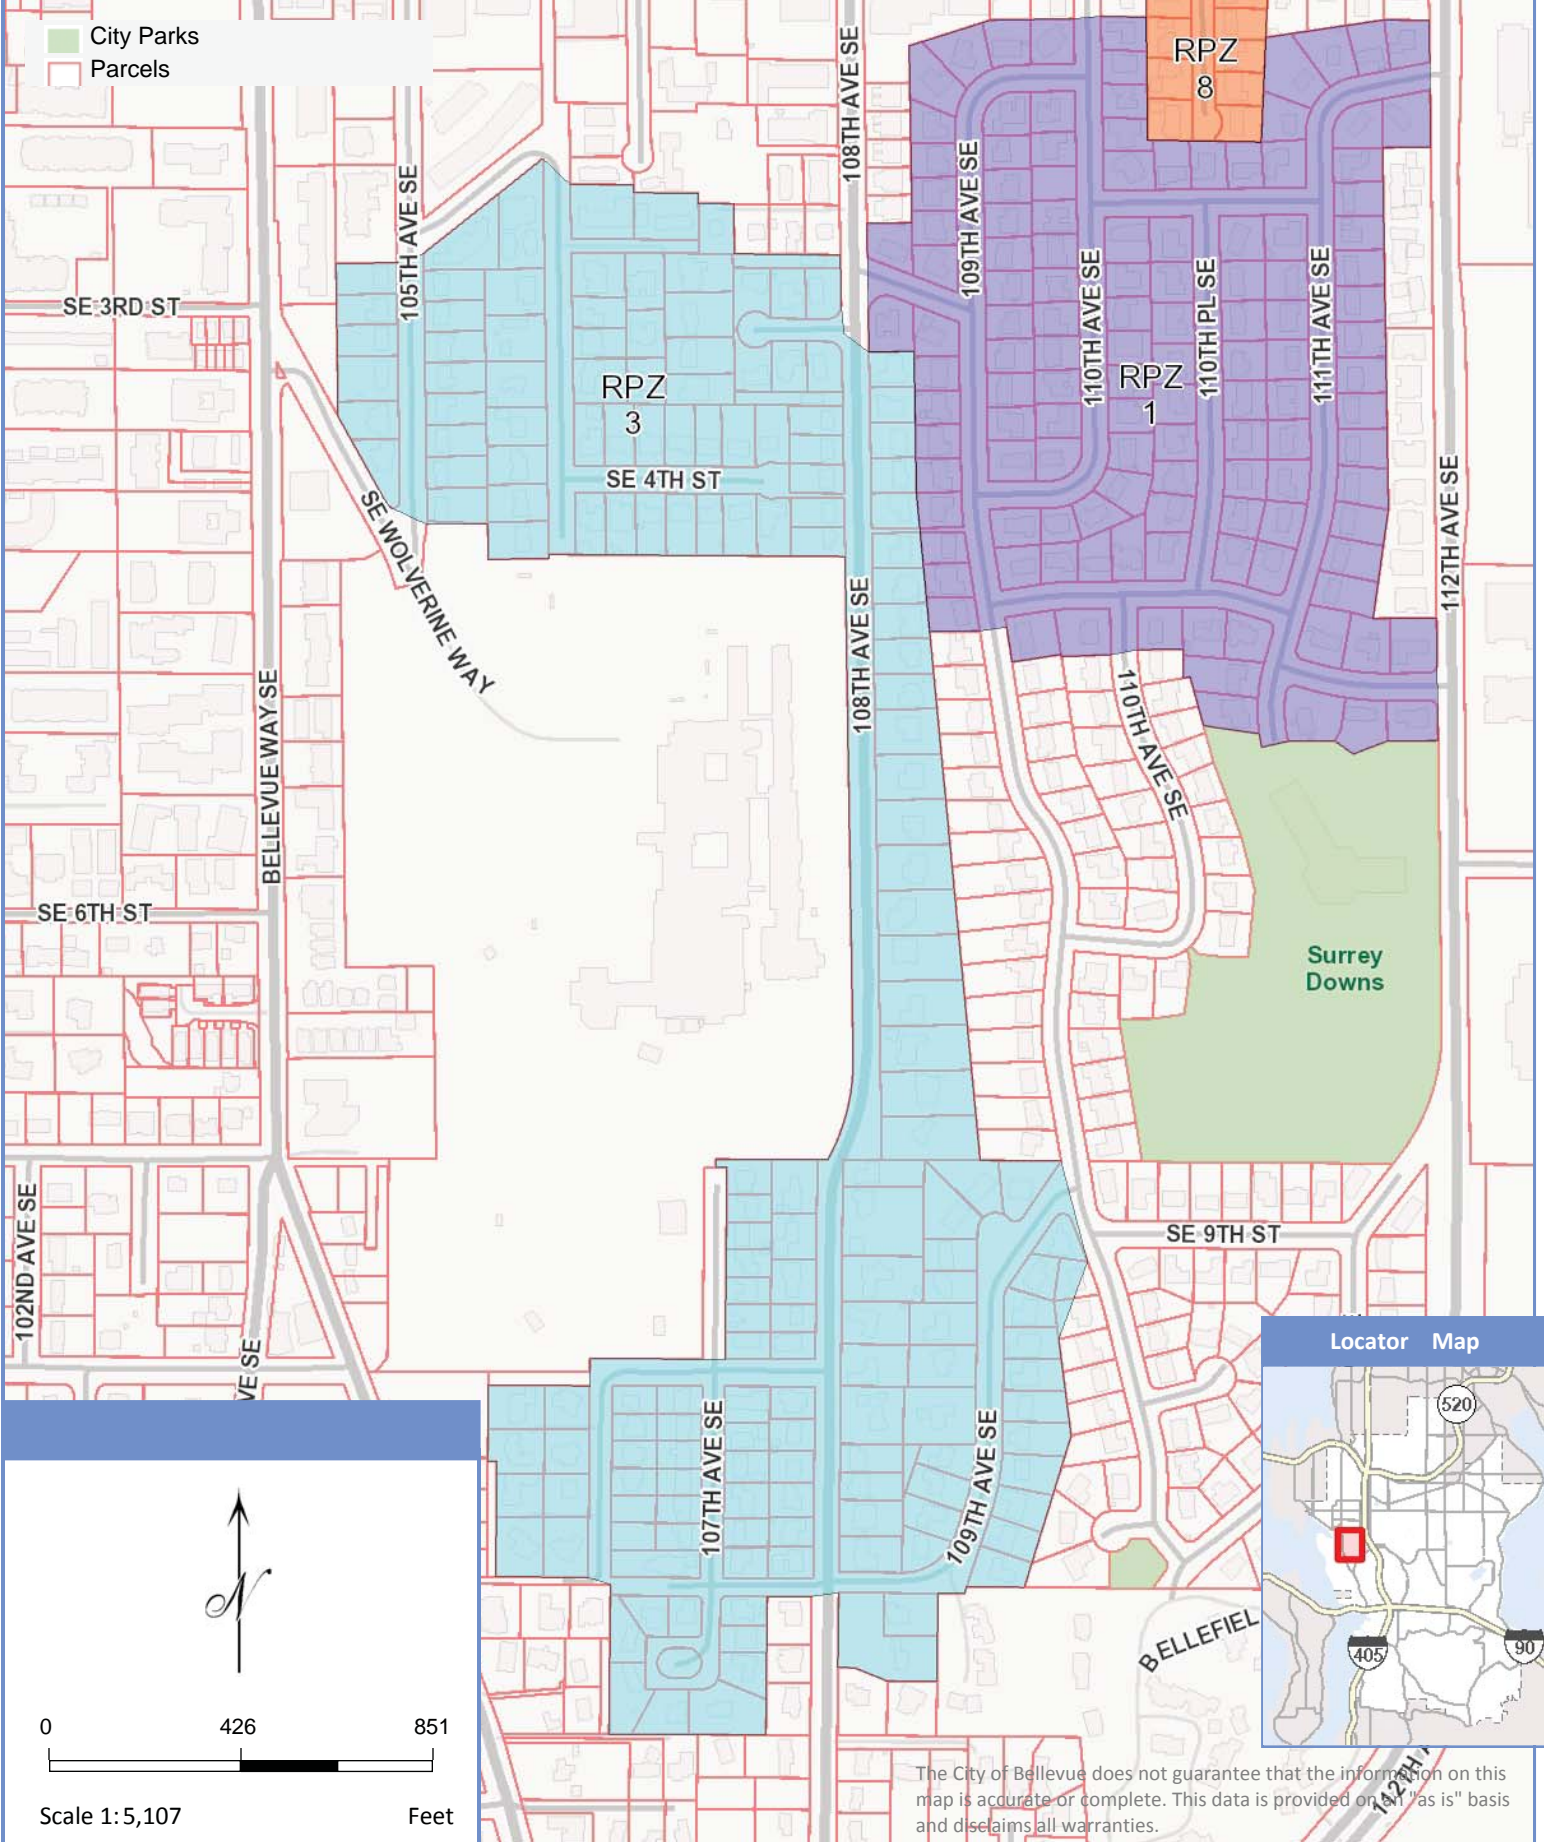 City Parks
Parcels
108TH AVE SE
RPZ
8
105TH AVE SE
109TH AVE SE
SE 3RD ST
110TH AVE SE
110TH PL SE
111TH AVE SE
RPZ
3
RPZ
1
SE 4TH ST
SE WOLVERINE WAY
112TH AVE SE
108TH AVE SE
BELLEVUE WAY SE
110TH AVE SE
SE 6TH ST
Surrey
Downs
102ND AVE SE
SE 9TH ST
VE SE
107TH AVE SE
109TH AVE SE
BELLEFIEL
Locator Map
520
405
90
N
0 426 851
Scale 1:5,107 Feet
112TH A
The City of Bellevue does not guarantee that the information on this
map is accurate or complete. This data is provided on an "as is" basis
and disclaims all warranties.